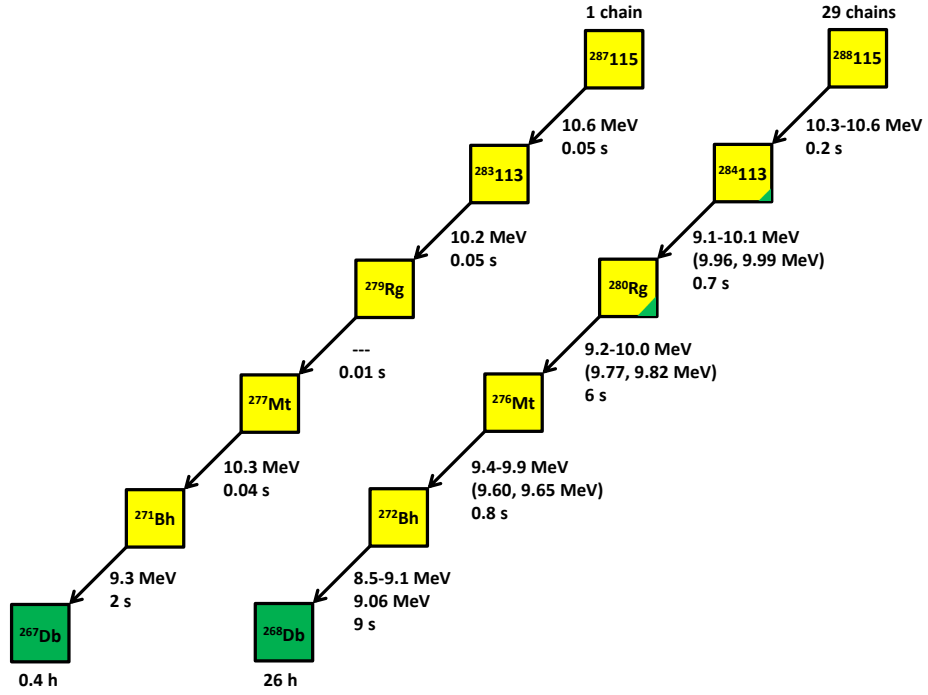 1 chain
29 chains
²⁸⁷115
²⁸⁸115
10.6 MeV
0.05 s
10.3-10.6 MeV
0.2 s
²⁸³113
²⁸⁴113
10.2 MeV
0.05 s
9.1-10.1 MeV
(9.96, 9.99 MeV)
0.7 s
²⁷⁹Rg
²⁸⁰Rg
---
0.01 s
9.2-10.0 MeV
(9.77, 9.82 MeV)
6 s
²⁷⁷Mt
²⁷⁶Mt
10.3 MeV
0.04 s
9.4-9.9 MeV
(9.60, 9.65 MeV)
0.8 s
²⁷¹Bh
²⁷²Bh
9.3 MeV
2 s
8.5-9.1 MeV
9.06 MeV
9 s
²⁶⁷Db
²⁶⁸Db
0.4 h
26 h